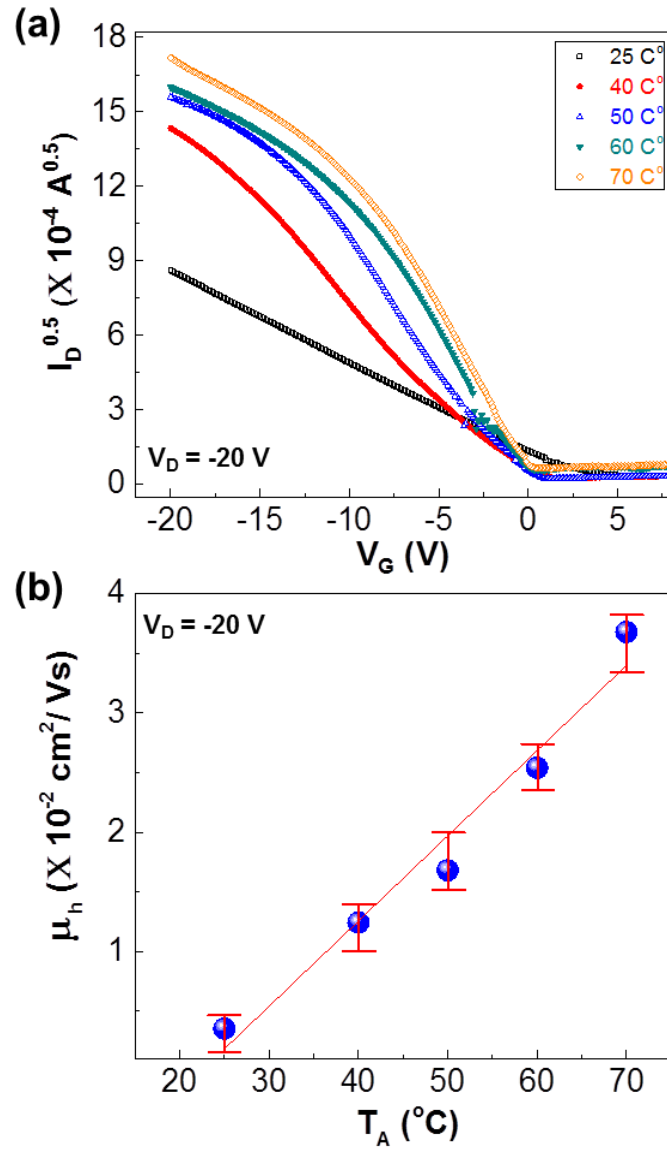 (a)
18
15
12
9
6
3
0
I_D^0.5 (X 10^-4 A^0.5)
25 C°
40 C°
50 C°
60 C°
70 C°
V_D = -20 V
-20 -15 -10 -5 0 5
V_G (V)
(b)
4
3
2
1
μ_h (X 10^-2 cm^2/ Vs)
V_D = -20 V
20 30 40 50 60 70
T_A (°C)